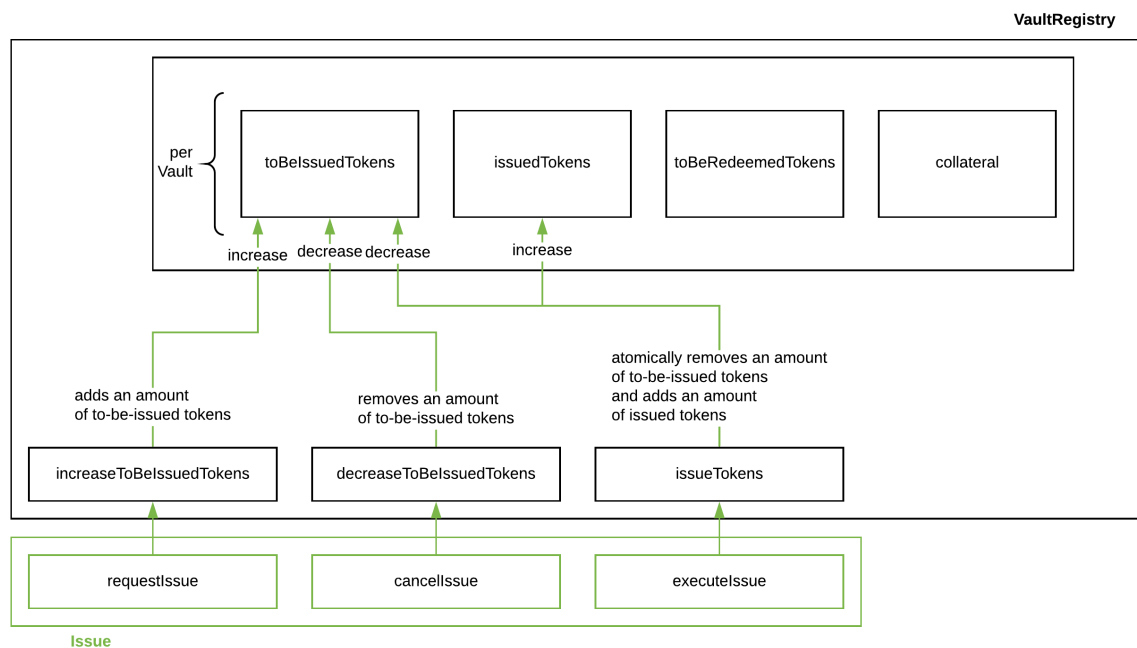 VaultRegistry
per
Vault
toBeIssuedTokens
issuedTokens
toBeRedeemedTokens
collateral
increase
decrease
decrease
increase
adds an amount
of to-be-issued tokens
removes an amount
of to-be-issued tokens
atomically removes an amount
of to-be-issued tokens
and adds an amount
of issued tokens
increaseToBeIssuedTokens
decreaseToBeIssuedTokens
issueTokens
requestIssue
cancelIssue
executeIssue
Issue